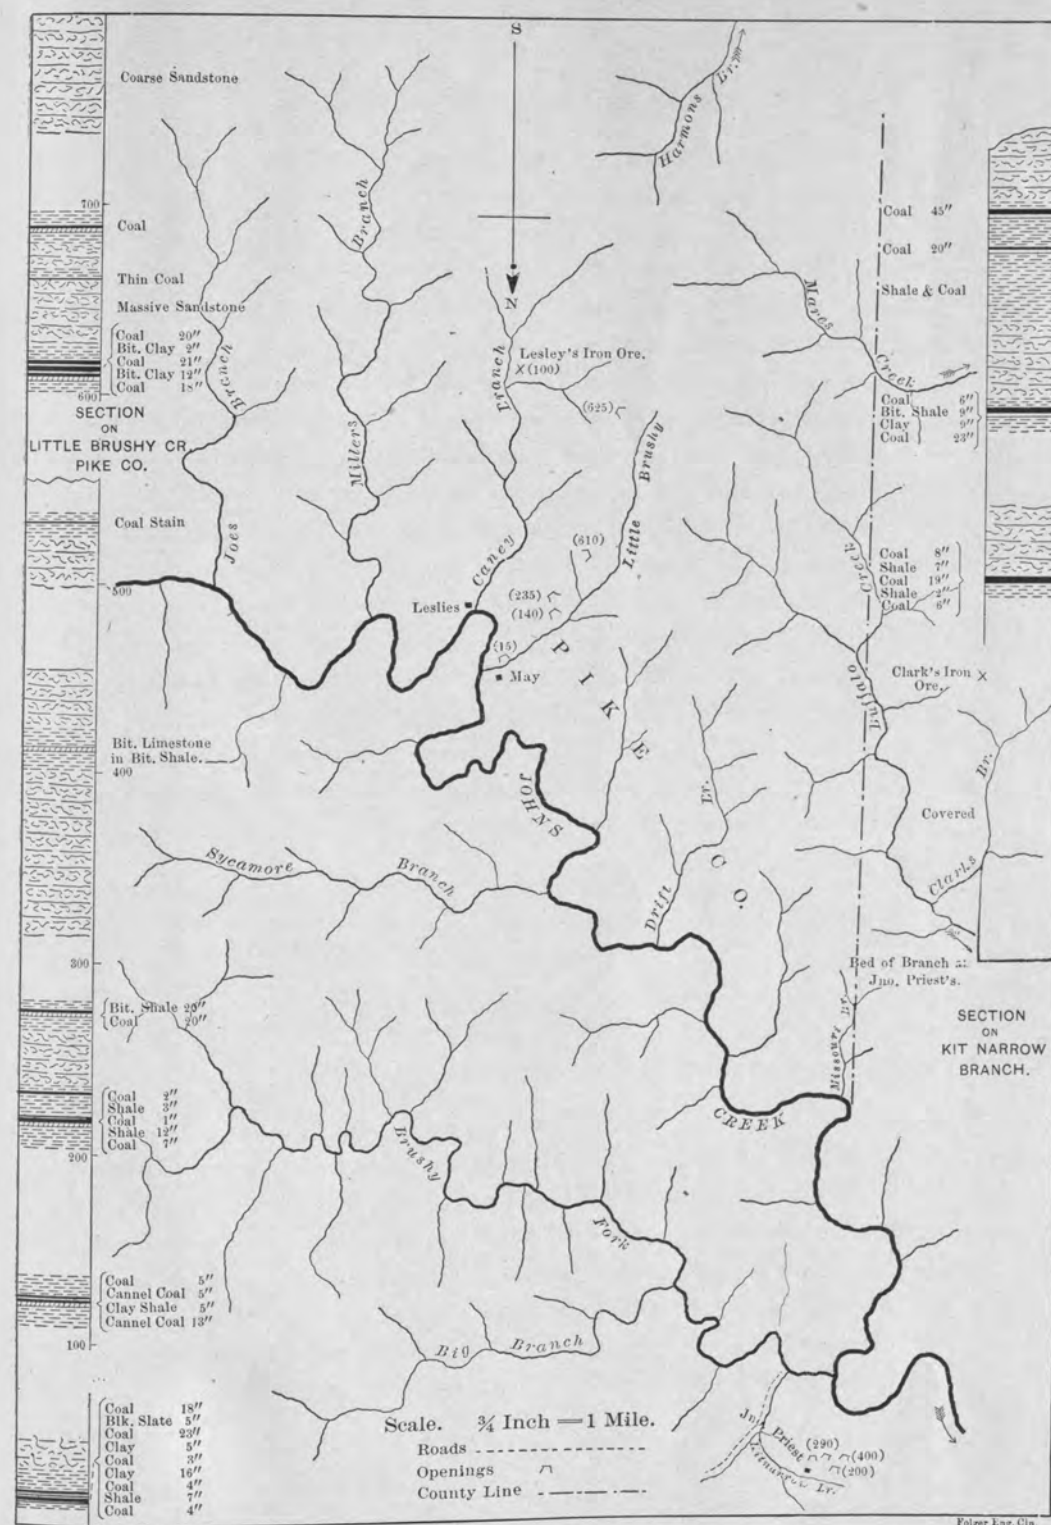 S
N
Coarse Sandstone
700
Coal
Thin Coal
Massive Sandstone
Coal 20"
Bit. Clay 2"
Coal 21"
Bit. Clay 12"
Coal 18"
600
SECTION
ON
LITTLE BRUSHY CR.
PIKE CO.
Coal Stain
500
Bit. Limestone
in Bit. Shale.
400
300
Bit. Shale 20"
Coal 20"
Coal 2"
Shale 3"
Coal 1"
Shale 12"
Coal 7"
200
Coal 5"
Cannel Coal 5"
Clay Shale 5"
Cannel Coal 13"
100
Coal 18"
Blk. Slate 5"
Coal 23"
Clay 5"
Coal 3"
Clay 16"
Coal 4"
Shale 7"
Coal 4"
Joes Branch
Millers Branch
Caney Branch
Harmons Br.
Lesley's Iron Ore.
X (100)
(625)
Little Brushy
(610)
(235)
(140)
(15)
Leslies
May
PIKE CO.
JOHNS CREEK
Sycamore Branch
Drift Br.
Brushy Fork
Big Branch
Mares Creek
Buffalo Creek
Clarks Br.
Missouri Br.
Coal 45"
Coal 20"
Shale & Coal
Coal 6"
Bit. Shale 9"
Clay 9"
Coal 23"
Coal 8"
Shale 7"
Coal 19"
Shale 2"
Coal 6"
Clark's Iron X
Ore.
Covered
Bed of Branch at
Jno. Priest's.
SECTION
ON
KIT NARROW
BRANCH.
Jno. Priest
(290)
(400)
(200)
Br.
Scale. ¾ Inch = 1 Mile.
Roads
Openings
County Line
Folger Eng. Cin.